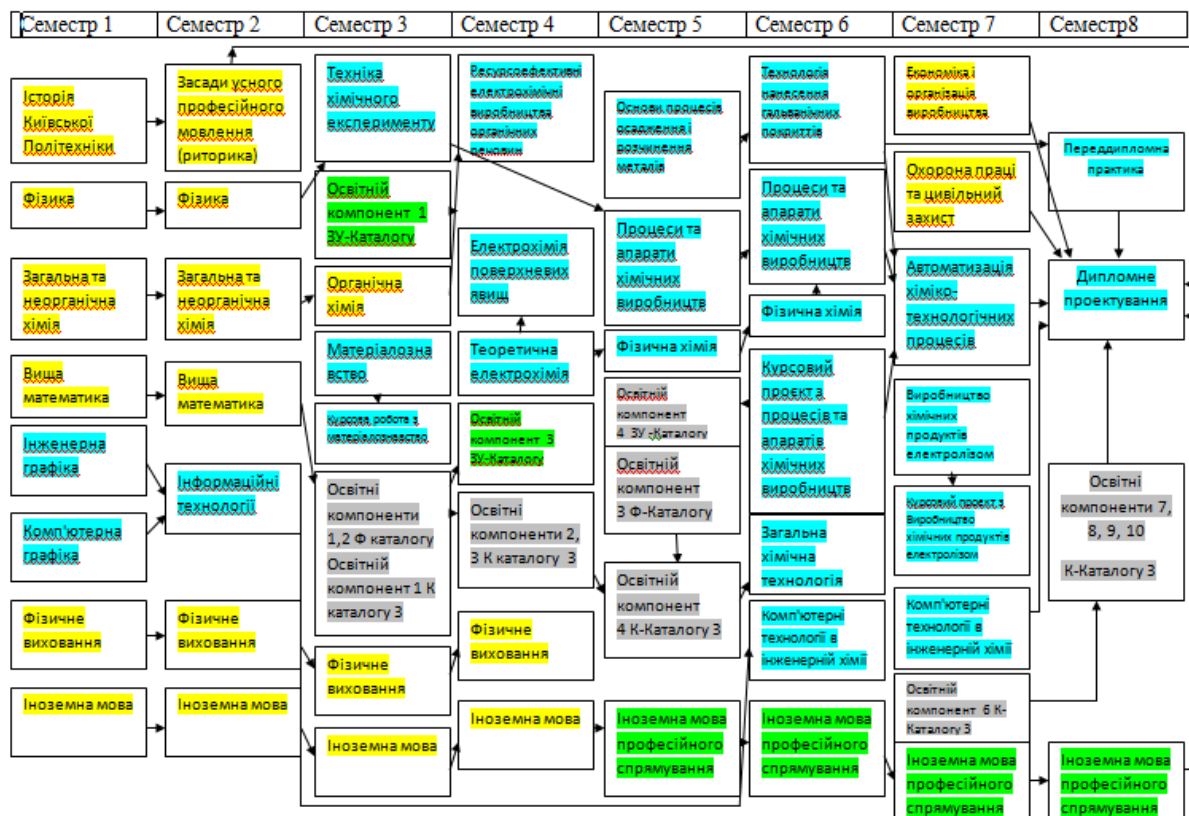 Семестр 1
Семестр 2
Семестр 3
Семестр 4
Семестр 5
Семестр 6
Семестр 7
Семестр8
Історія
Київської
Політехніки
Фізика
Загальна та
неорганічна
хімія
Вища
математика
Інженерна
графіка
Комп'ютерна
графіка
Фізичне
виховання
Іноземна мова
Засади усного
професійного
мовлення
(риторика)
Фізика
Загальна та
неорганічна
хімія
Вища
математика
Інформаційні
технології
Фізичне
виховання
Іноземна мова
Техніка
хімічного
експерименту
Освітній
компонент 1
ЗУ-Каталогу
Органічна
хімія
Матеріалозна
вство
Курсова робота з
матеріалознавство
Освітні
компоненти
1,2 Ф каталогу
Освітній
компонент 1 К
каталогу 3
Фізичне
виховання
Іноземна мова
Ресурсоефективні
електрохімічні
виробництва
органічних
речовин
Електрохімія
поверхневих
явищ
Теоретична
електрохімія
Освітній
компонент 3
ЗУ-Каталогу
Освітні
компоненти 2,
3 К каталогу 3
Фізичне
виховання
Іноземна мова
Основи процесів
осадження і
розчинення
металів
Процеси та
апарати
хімічних
виробництв
Фізична хімія
Освітній
компонент
4 ЗУ-Каталогу
Освітній
компонент
3 Ф-Каталогу
Освітній
компонент
4 К-Каталогу 3
Іноземна мова
професійного
спрямування
Технологія
нанесення
гальванічних
покриттів
Процеси та
апарати
хімічних
виробництв
Фізична хімія
Курсовий
проєкт з
процесів та
апаратів
хімічних
виробництв
Загальна
хімічна
технологія
Комп'ютерні
технології в
інженерній хімії
Іноземна мова
професійного
спрямування
Економіка і
організація
виробництва
Охорона праці
та цивільний
захист
Автоматизація
хіміко-
технологічних
процесів
Виробництво
хімічних
продуктів
електролізом
Курсовий проєкт з
Виробництво
хімічних продуктів
електролізом
Комп'ютерні
технології в
інженерній хімії
Освітній
компонент 6 К-
Каталогу 3
Іноземна мова
професійного
спрямування
Переддипломна
практика
Дипломне
проектування
Освітні
компоненти 7,
8, 9, 10
К-Каталогу 3
Іноземна мова
професійного
спрямування